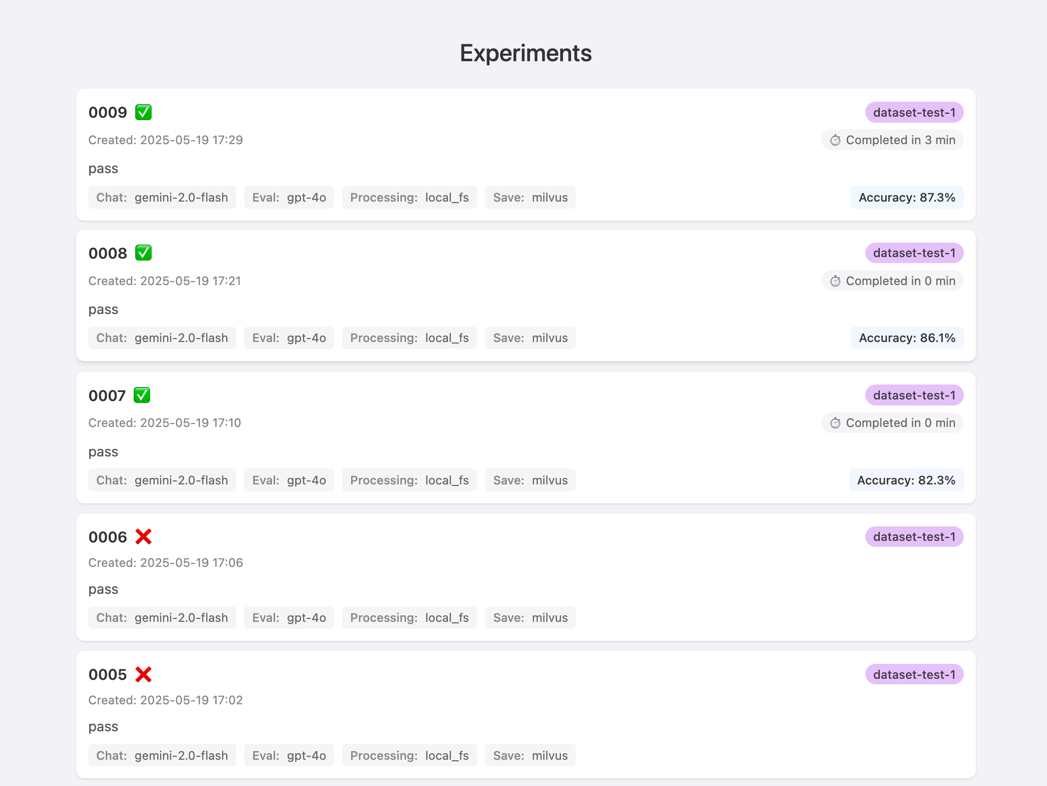 Experiments
0009 ✅ dataset-test-1
Created: 2025-05-19 17:29 ⏱ Completed in 3 min
pass
Chat: gemini-2.0-flash Eval: gpt-4o Processing: local_fs Save: milvus Accuracy: 87.3%
0008 ✅ dataset-test-1
Created: 2025-05-19 17:21 ⏱ Completed in 0 min
pass
Chat: gemini-2.0-flash Eval: gpt-4o Processing: local_fs Save: milvus Accuracy: 86.1%
0007 ✅ dataset-test-1
Created: 2025-05-19 17:10 ⏱ Completed in 0 min
pass
Chat: gemini-2.0-flash Eval: gpt-4o Processing: local_fs Save: milvus Accuracy: 82.3%
0006 ❌ dataset-test-1
Created: 2025-05-19 17:06
pass
Chat: gemini-2.0-flash Eval: gpt-4o Processing: local_fs Save: milvus
0005 ❌ dataset-test-1
Created: 2025-05-19 17:02
pass
Chat: gemini-2.0-flash Eval: gpt-4o Processing: local_fs Save: milvus